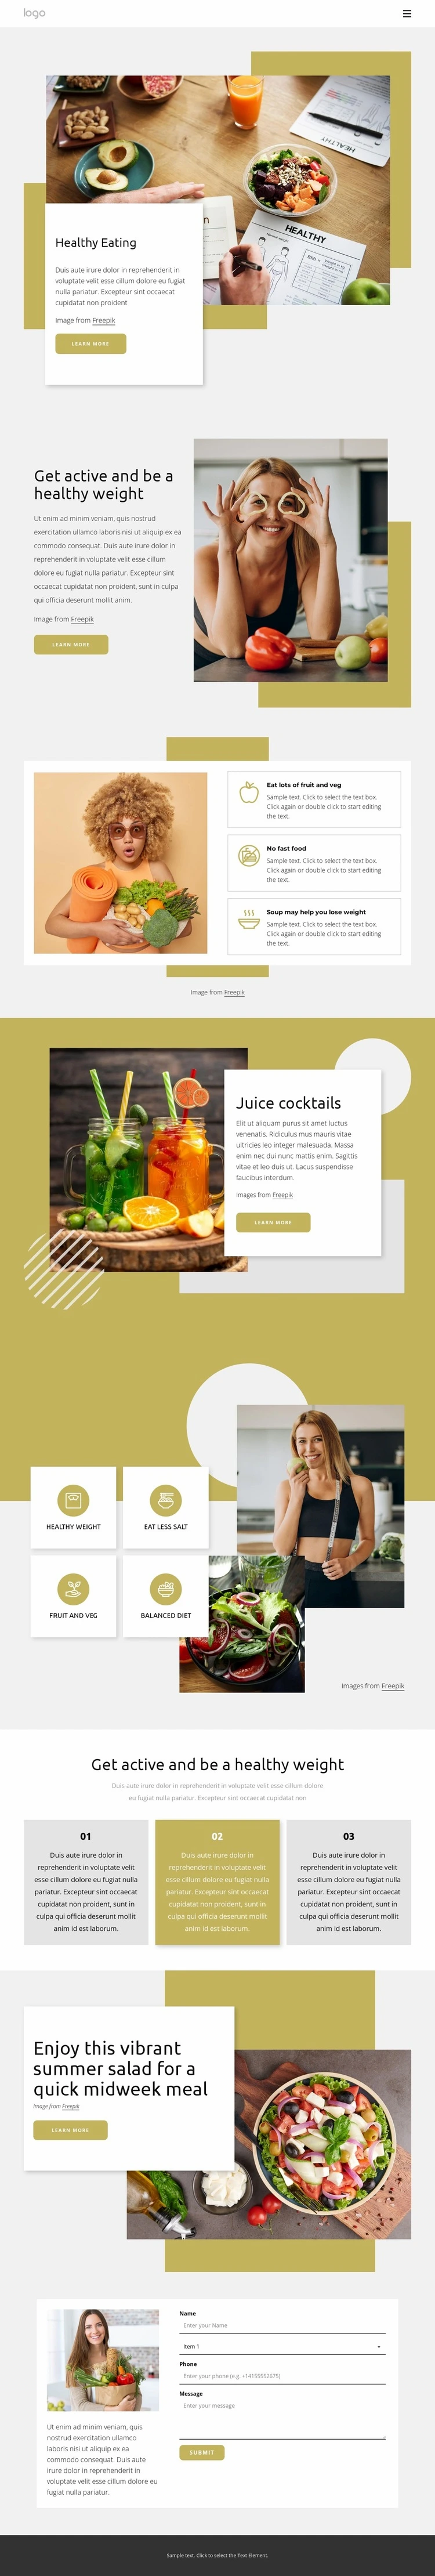 logo
HEALTHY
HEALTHY
Healthy Eating
Duis aute irure dolor in reprehenderit in
voluptate velit esse cillum dolore eu fugiat
nulla pariatur. Excepteur sint occaecat
cupidatat non proident
Image from Freepik
LEARN MORE
Get active and be a
healthy weight
Ut enim ad minim veniam, quis nostrud
exercitation ullamco laboris nisi ut aliquip ex ea
commodo consequat. Duis aute irure dolor in
reprehenderit in voluptate velit esse cillum
dolore eu fugiat nulla pariatur. Excepteur sint
occaecat cupidatat non proident, sunt in culpa
qui officia deserunt mollit anim.
Image from Freepik
LEARN MORE
Eat lots of fruit and veg
Sample text. Click to select the text box.
Click again or double click to start editing
the text.
No fast food
Sample text. Click to select the text box.
Click again or double click to start editing
the text.
Soup may help you lose weight
Sample text. Click to select the text box.
Click again or double click to start editing
the text.
Image from Freepik
Juice cocktails
Elit ut aliquam purus sit amet luctus
venenatis. Ridiculus mus mauris vitae
ultricies leo integer malesuada. Massa
enim nec dui nunc mattis enim. Sagittis
vitae et leo duis ut. Lacus suspendisse
faucibus interdum.
Images from Freepik
LEARN MORE
HEALTHY WEIGHT
EAT LESS SALT
FRUIT AND VEG
BALANCED DIET
Images from Freepik
Get active and be a healthy weight
Duis aute irure dolor in reprehenderit in voluptate velit esse cillum dolore
eu fugiat nulla pariatur. Excepteur sint occaecat cupidatat non
01
Duis aute irure dolor in
reprehenderit in voluptate velit
esse cillum dolore eu fugiat nulla
pariatur. Excepteur sint occaecat
cupidatat non proident, sunt in
culpa qui officia deserunt mollit
anim id est laborum.
02
Duis aute irure dolor in
reprehenderit in voluptate velit
esse cillum dolore eu fugiat nulla
pariatur. Excepteur sint occaecat
cupidatat non proident, sunt in
culpa qui officia deserunt mollit
anim id est laborum.
03
Duis aute irure dolor in
reprehenderit in voluptate velit
esse cillum dolore eu fugiat nulla
pariatur. Excepteur sint occaecat
cupidatat non proident, sunt in
culpa qui officia deserunt mollit
anim id est laborum.
Enjoy this vibrant
summer salad for a
quick midweek meal
Image from Freepik
LEARN MORE
Ut enim ad minim veniam, quis
nostrud exercitation ullamco
laboris nisi ut aliquip ex ea
commodo consequat. Duis aute
irure dolor in reprehenderit in
voluptate velit esse cillum dolore eu
fugiat nulla pariatur.
Name
Enter your Name
Item 1
Phone
Enter your phone (e.g. +14155552675)
Message
Enter your message
SUBMIT
Sample text. Click to select the Text Element.